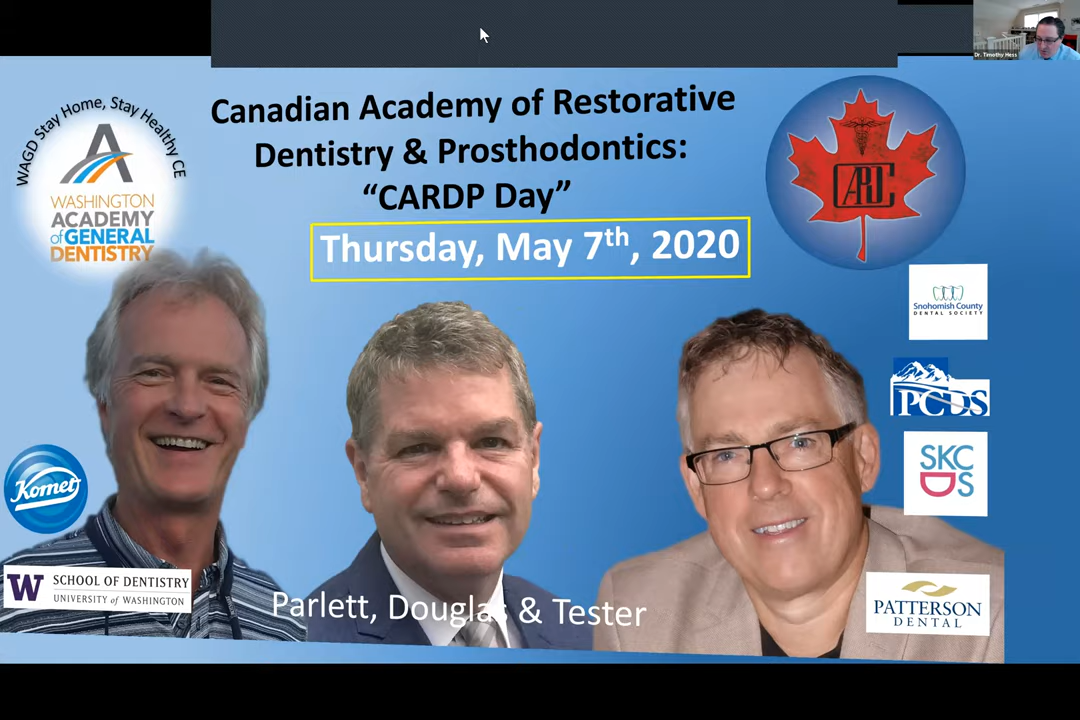 Dr. Timothy Hess
WAGD Stay Home, Stay Healthy CE
WASHINGTON
ACADEMY
of GENERAL
DENTISTRY
Canadian Academy of Restorative
Dentistry & Prosthodontics:
“CARDP Day”
Thursday, May 7th, 2020
Snohomish County
DENTAL SOCIETY
PCDS
SKC
DS
Komet
W SCHOOL OF DENTISTRY
UNIVERSITY of WASHINGTON
Parlett, Douglas & Tester
PATTERSON
DENTAL